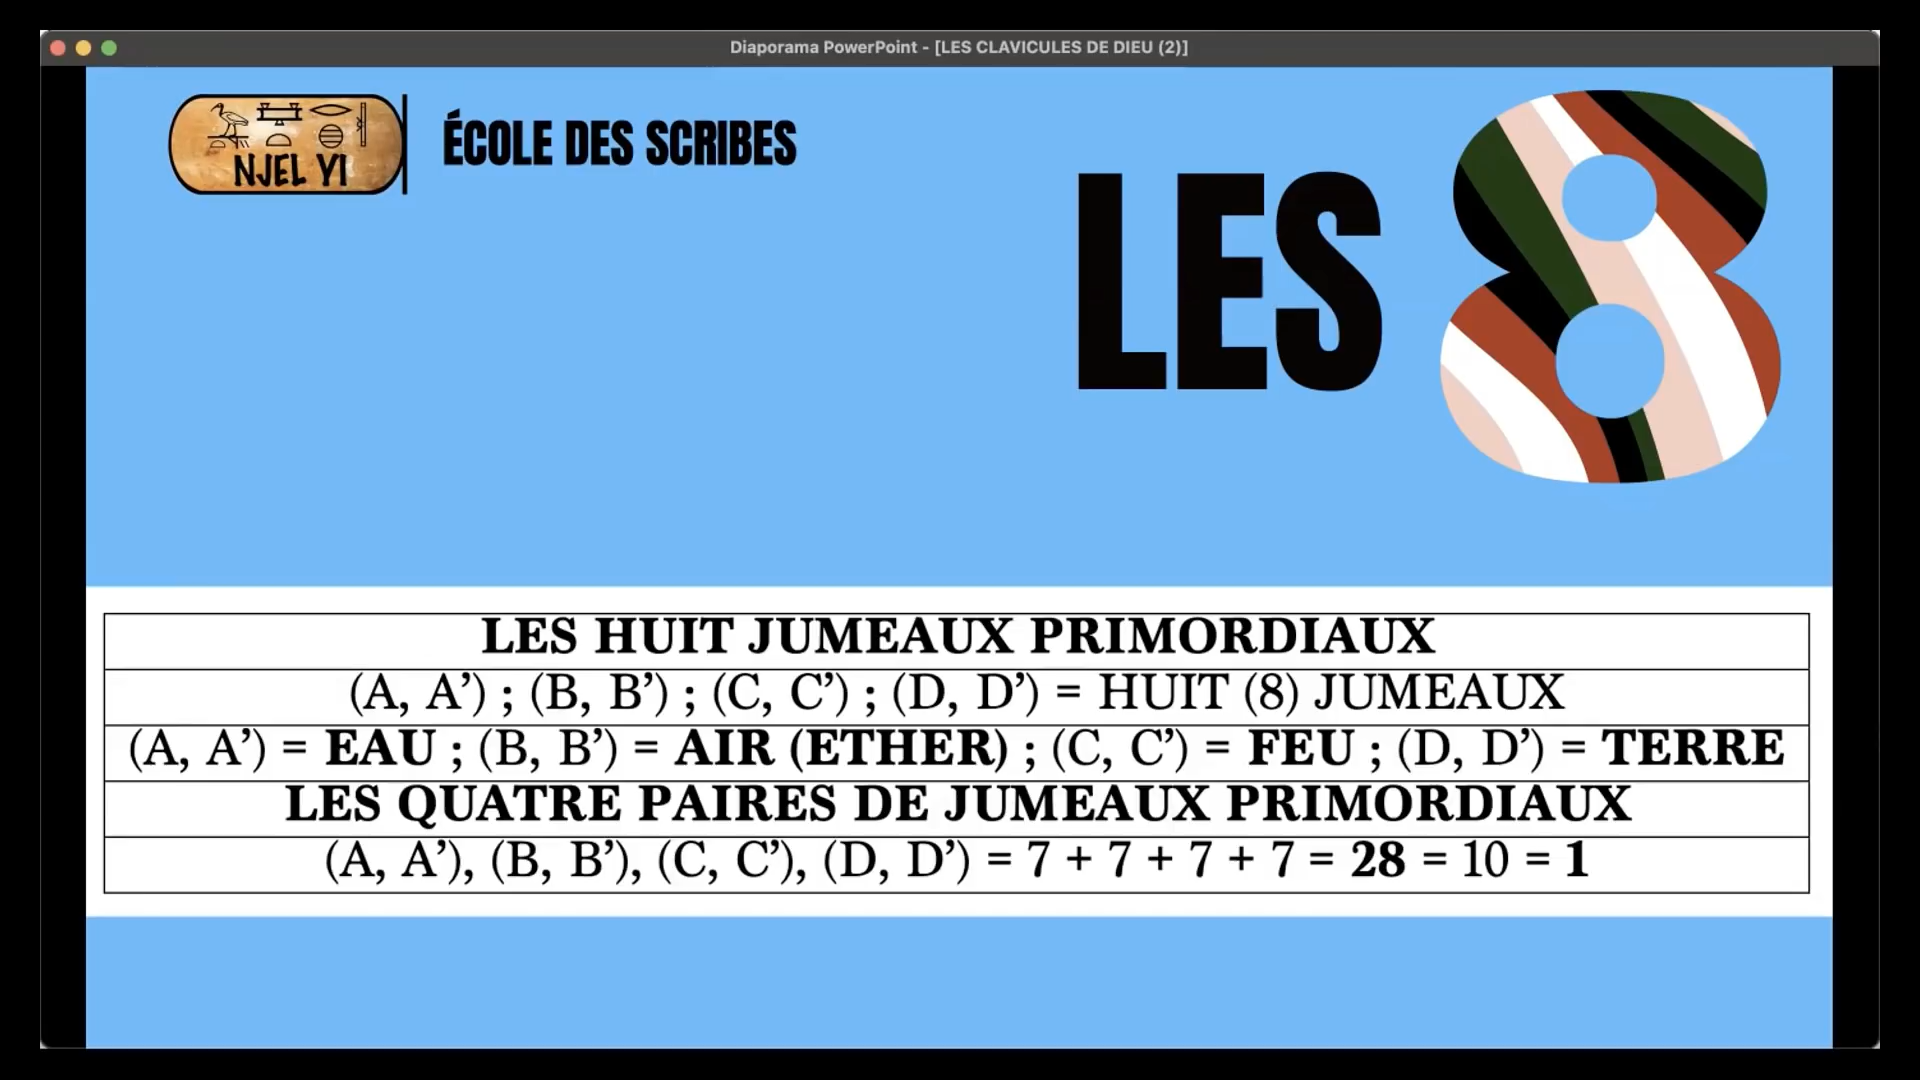 Diaporama PowerPoint - [LES CLAVICULES DE DIEU (2)]
NJEL YI
ÉCOLE DES SCRIBES
LES 8
LES HUIT JUMEAUX PRIMORDIAUX
(A, A’) ; (B, B’) ; (C, C’) ; (D, D’) = HUIT (8) JUMEAUX
(A, A’) = EAU ; (B, B’) = AIR (ETHER) ; (C, C’) = FEU ; (D, D’) = TERRE
LES QUATRE PAIRES DE JUMEAUX PRIMORDIAUX
(A, A’), (B, B’), (C, C’), (D, D’) = 7 + 7 + 7 + 7 = 28 = 10 = 1